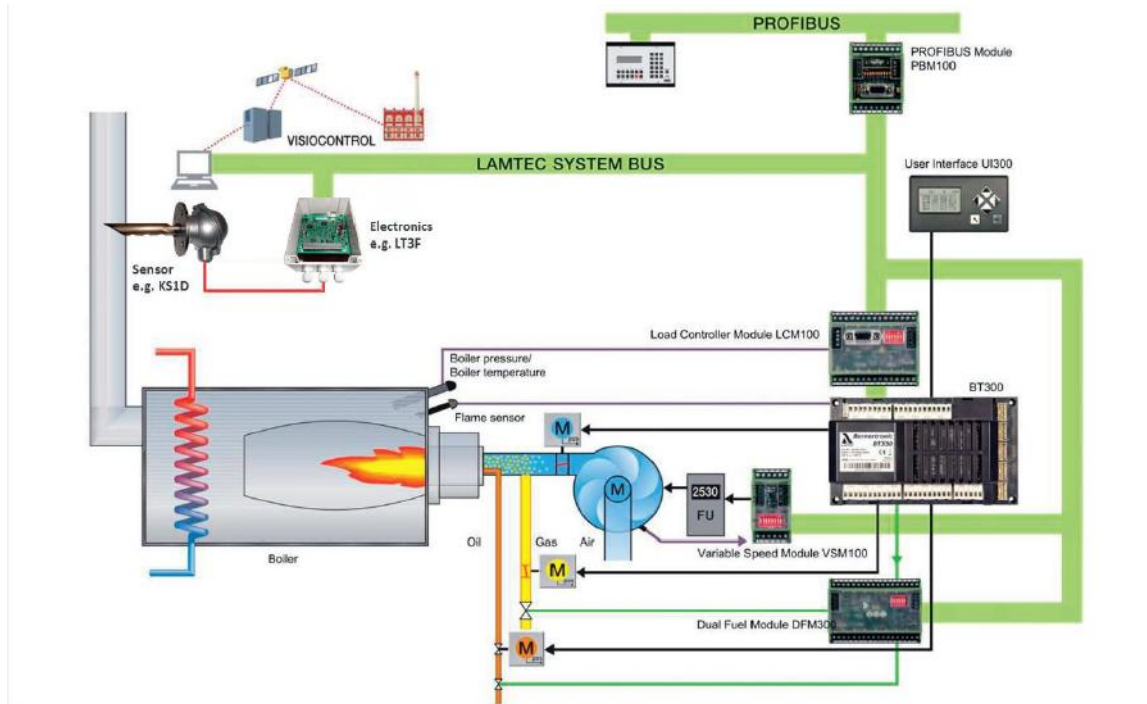 PROFIBUS
PROFIBUS Module
PBM100
VISIOCONTROL
LAMTEC SYSTEM BUS
User Interface UI300
Electronics
e.g. LT3F
Sensor
e.g. KS1D
Load Controller Module LCM100
Boiler pressure/
Boiler temperature
BT300
Flame sensor
M
Burnertronic
BT300
M
2530
FU
Oil
Gas
Air
Boiler
Variable Speed Module VSM100
M
Dual Fuel Module DFM300
M